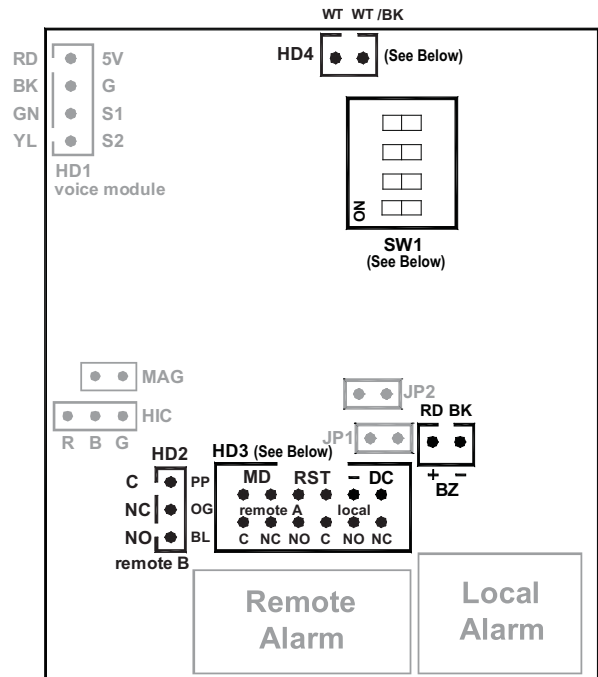 WT WT /BK
HD4 (See Below)
RD 5V
BK G
GN S1
YL S2
HD1
voice module
ON
SW1
(See Below)
MAG
HIC
R B G
JP2
JP1
RD BK
+ −
BZ
HD2
C PP
NC OG
NO BL
remote B
HD3 (See Below)
MD RST − DC
remote A local
C NC NO C NO NC
Remote
Alarm
Local
Alarm